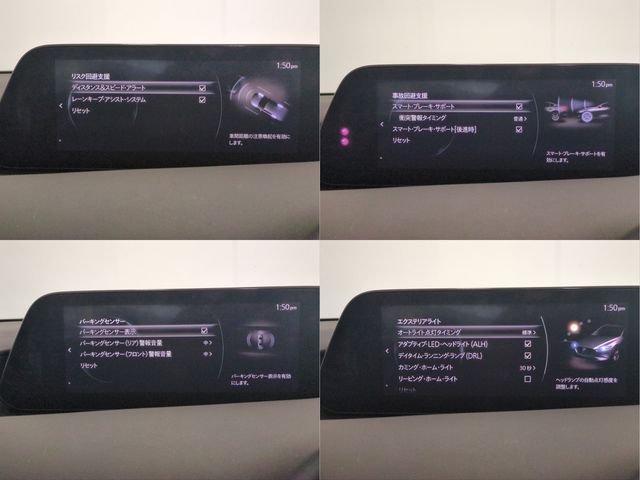 1:50pm
リスク回避支援
ディスタンス&スピード・アラート
レーンキープ・アシスト・システム
リセット
車間距離の注意喚起を有効に
します。
1:50pm
事故回避支援
スマート・ブレーキ・サポート
衝突警報タイミング 普通
スマート・ブレーキ・サポート[後進時]
リセット
スマート・ブレーキ・サポートを有
効にします。
1:50pm
パーキングセンサー
パーキングセンサー表示
パーキングセンサー(リア)警報音量
パーキングセンサー(フロント)警報音量
リセット
パーキングセンサー表示を有効
にします。
1:50pm
エクステリアライト
オートライト点灯タイミング 標準
アダプティブ・LED・ヘッドライト(ALH)
デイタイム・ランニング・ランプ(DRL)
カミング・ホーム・ライト 30 秒
リービング・ホーム・ライト
リセット
ヘッドランプの自動点灯感度を
調整します。